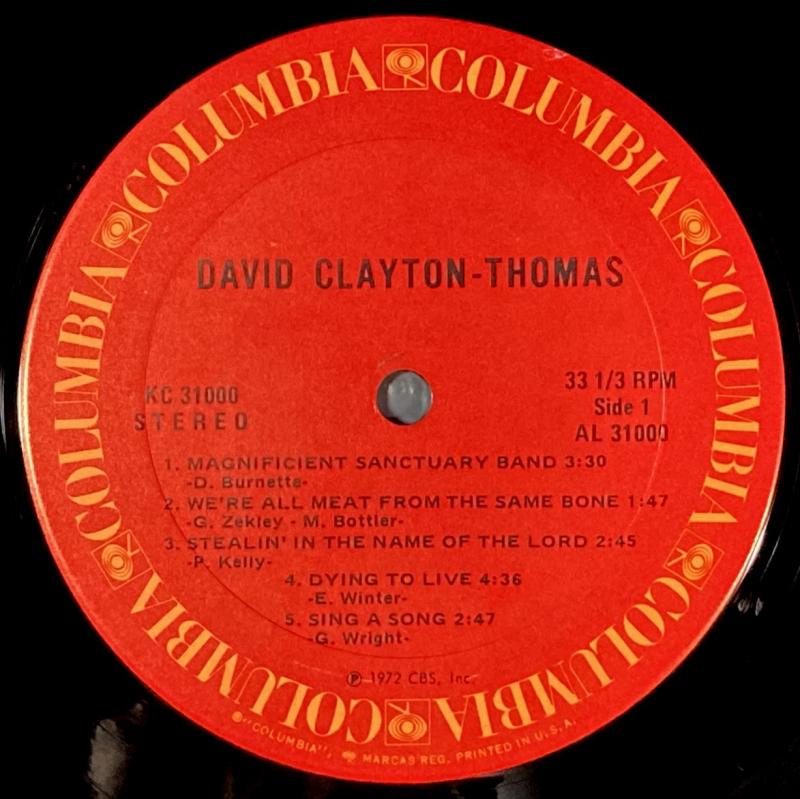 COLUMBIA COLUMBIA COLUMBIA COLUMBIA COLUMBIA COLUMBIA COLUMBIA COLUMBIA
DAVID CLAYTON-THOMAS
KC 31000
STEREO
33 1/3 RPM
Side 1
AL 31000
1. MAGNIFICIENT SANCTUARY BAND 3:30
-D. Burnette-
2. WE'RE ALL MEAT FROM THE SAME BONE 1:47
-G. Zekley - M. Bottler-
3. STEALIN' IN THE NAME OF THE LORD 2:45
-P. Kelly-
4. DYING TO LIVE 4:36
-E. Winter-
5. SING A SONG 2:47
-G. Wright-
℗ 1972 CBS, Inc.
®"COLUMBIA", MARCAS REG. PRINTED IN U.S.A.